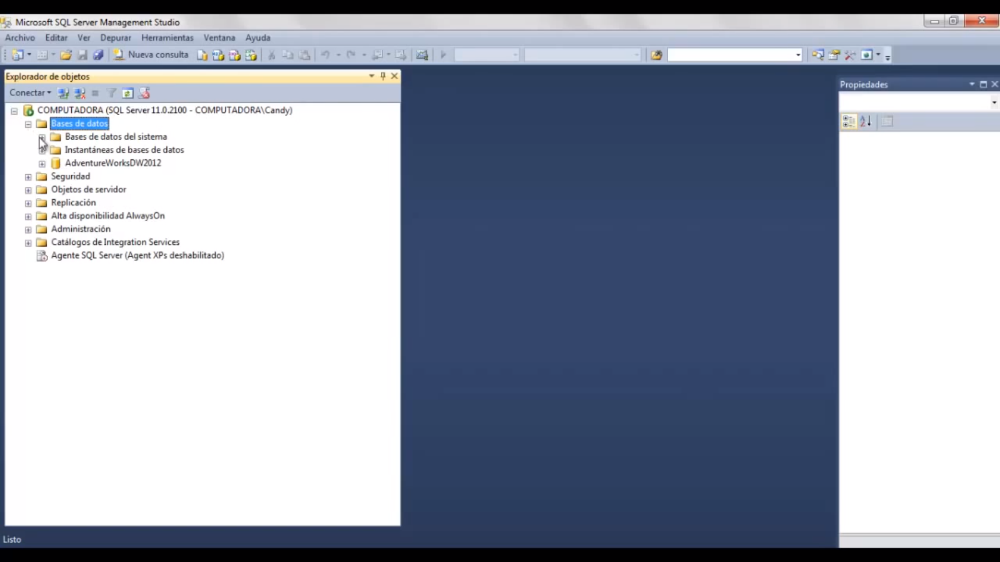 Microsoft SQL Server Management Studio
Archivo Editar Ver Depurar Herramientas Ventana Ayuda
Nueva consulta
Explorador de objetos
Propiedades
Conectar
COMPUTADORA (SQL Server 11.0.2100 - COMPUTADORA\Candy)
Bases de datos
Bases de datos del sistema
Instantáneas de bases de datos
AdventureWorksDW2012
Seguridad
Objetos de servidor
Replicación
Alta disponibilidad AlwaysOn
Administración
Catálogos de Integration Services
Agente SQL Server (Agent XPs deshabilitado)
Listo